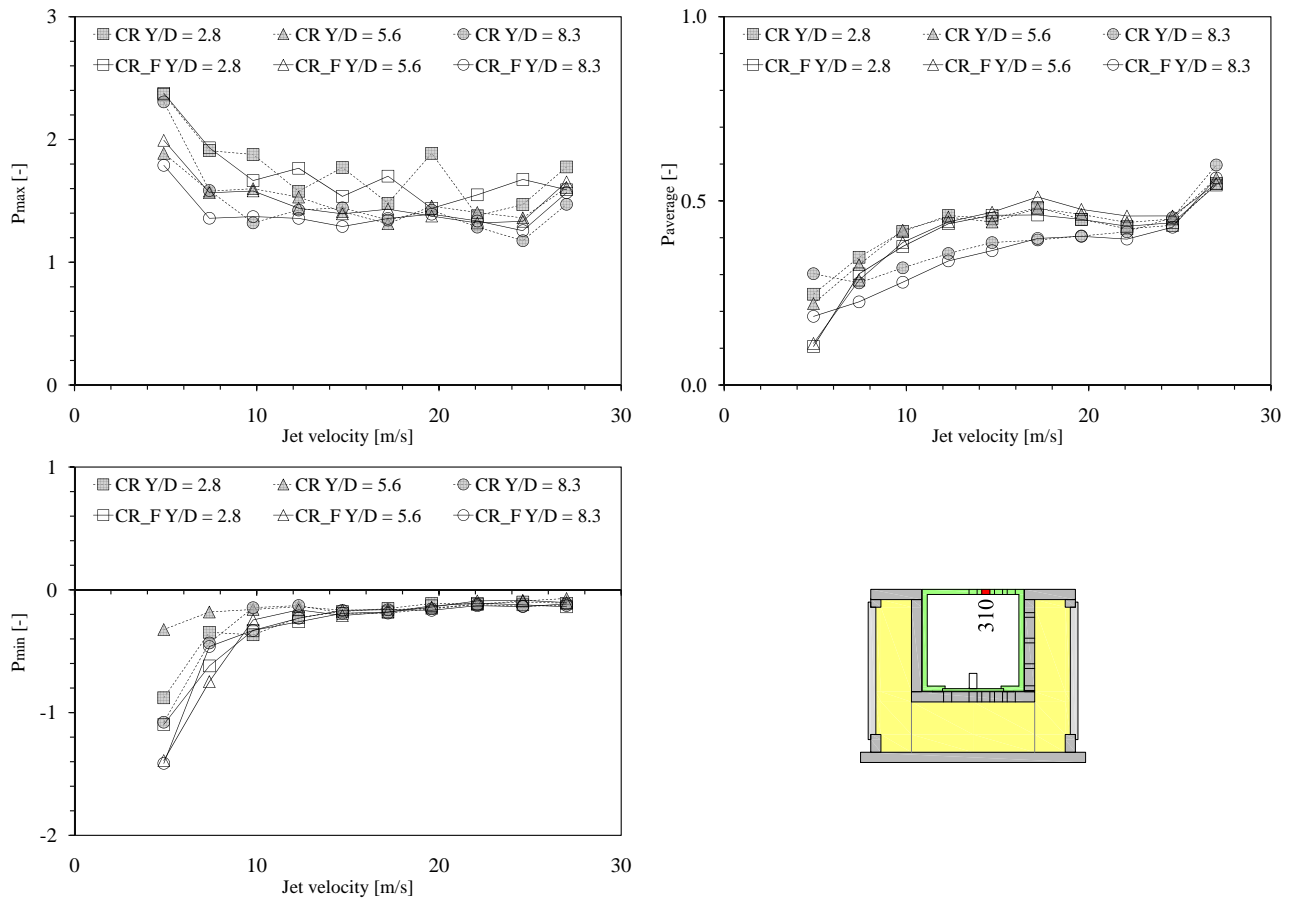 3
2
1
0
Pmax [-]
CR Y/D = 2.8 CR Y/D = 5.6 CR Y/D = 8.3
CR_F Y/D = 2.8 CR_F Y/D = 5.6 CR_F Y/D = 8.3
0 10 20 30
Jet velocity [m/s]
1.0
0.5
0.0
Paverage [-]
CR Y/D = 2.8 CR Y/D = 5.6 CR Y/D = 8.3
CR_F Y/D = 2.8 CR_F Y/D = 5.6 CR_F Y/D = 8.3
0 10 20 30
Jet velocity [m/s]
1
0
-1
-2
Pmin [-]
CR Y/D = 2.8 CR Y/D = 5.6 CR Y/D = 8.3
CR_F Y/D = 2.8 CR_F Y/D = 5.6 CR_F Y/D = 8.3
0 10 20 30
Jet velocity [m/s]
310